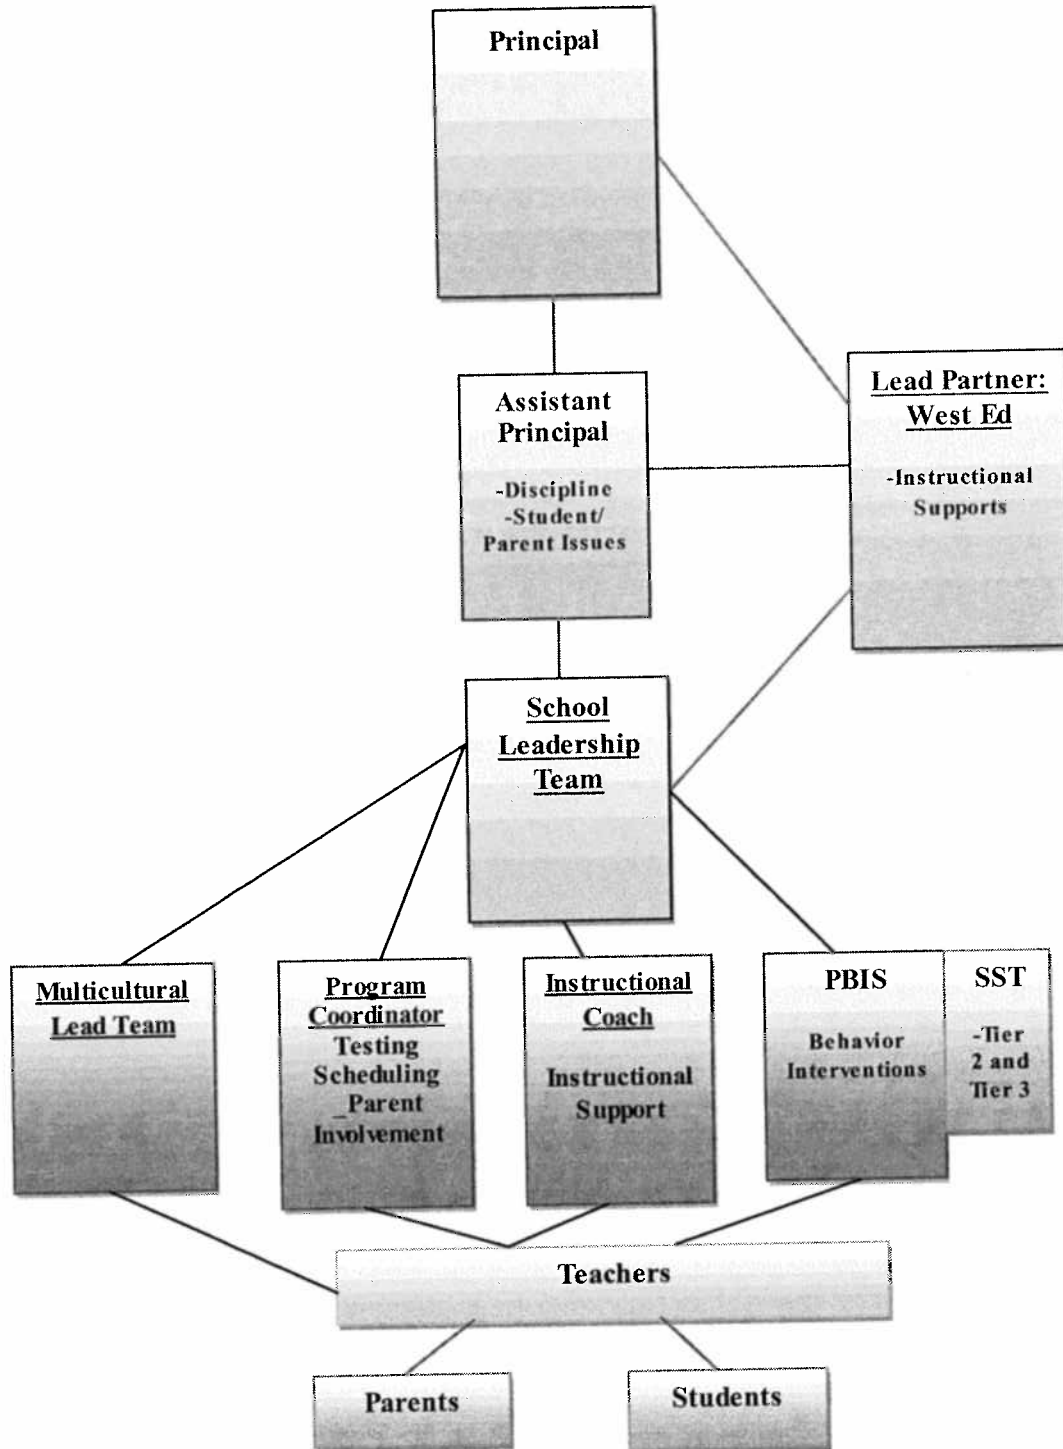 Principal
Assistant
Principal
-Discipline
-Student/
Parent Issues
Lead Partner:
West Ed
-Instructional
Supports
School
Leadership
Team
Multicultural
Lead Team
Program
Coordinator
Testing
Scheduling
_Parent
Involvement
Instructional
Coach
Instructional
Support
PBIS
Behavior
Interventions
SST
-Tier
2 and
Tier 3
Teachers
Parents
Students